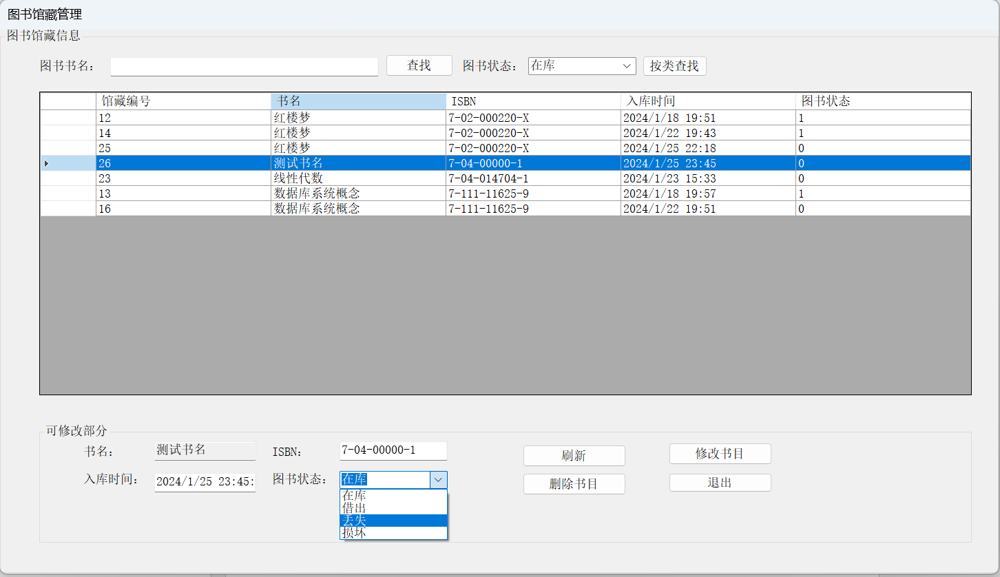 图书馆藏管理
图书馆藏信息
图书书名： 查找 图书状态： 在库 按类查找
馆藏编号 书名 ISBN 入库时间 图书状态
12 红楼梦 7-02-000220-X 2024/1/18 19:51 1
14 红楼梦 7-02-000220-X 2024/1/22 19:43 1
25 红楼梦 7-02-000220-X 2024/1/25 22:18 0
26 测试书名 7-04-00000-1 2024/1/25 23:45 0
23 线性代数 7-04-014704-1 2024/1/23 15:33 0
13 数据库系统概念 7-111-11625-9 2024/1/18 19:57 1
16 数据库系统概念 7-111-11625-9 2024/1/22 19:51 0
可修改部分
书名： 测试书名 ISBN： 7-04-00000-1 刷新 修改书目
入库时间： 2024/1/25 23:45: 图书状态： 在库 删除书目 退出
在库
借出
丢失
损坏